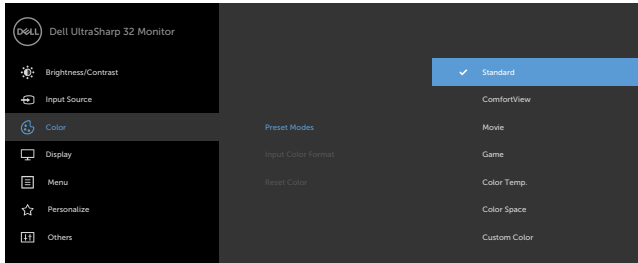 DELL Dell UltraSharp 32 Monitor
Brightness/Contrast
Standard
Input Source
ComfortView
Color
Preset Modes
Movie
Display
Input Color Format
Game
Menu
Reset Color
Color Temp.
Personalize
Color Space
Others
Custom Color